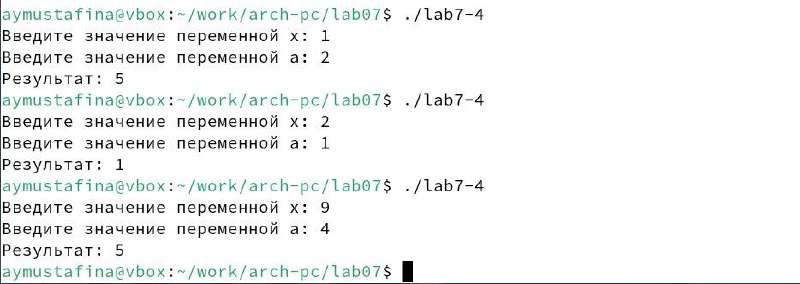 aymustafina@vbox:~/work/arch-pc/lab07$ ./lab7-4
Введите значение переменной x: 1
Введите значение переменной a: 2
Результат: 5
aymustafina@vbox:~/work/arch-pc/lab07$ ./lab7-4
Введите значение переменной x: 2
Введите значение переменной a: 1
Результат: 1
aymustafina@vbox:~/work/arch-pc/lab07$ ./lab7-4
Введите значение переменной x: 9
Введите значение переменной a: 4
Результат: 5
aymustafina@vbox:~/work/arch-pc/lab07$